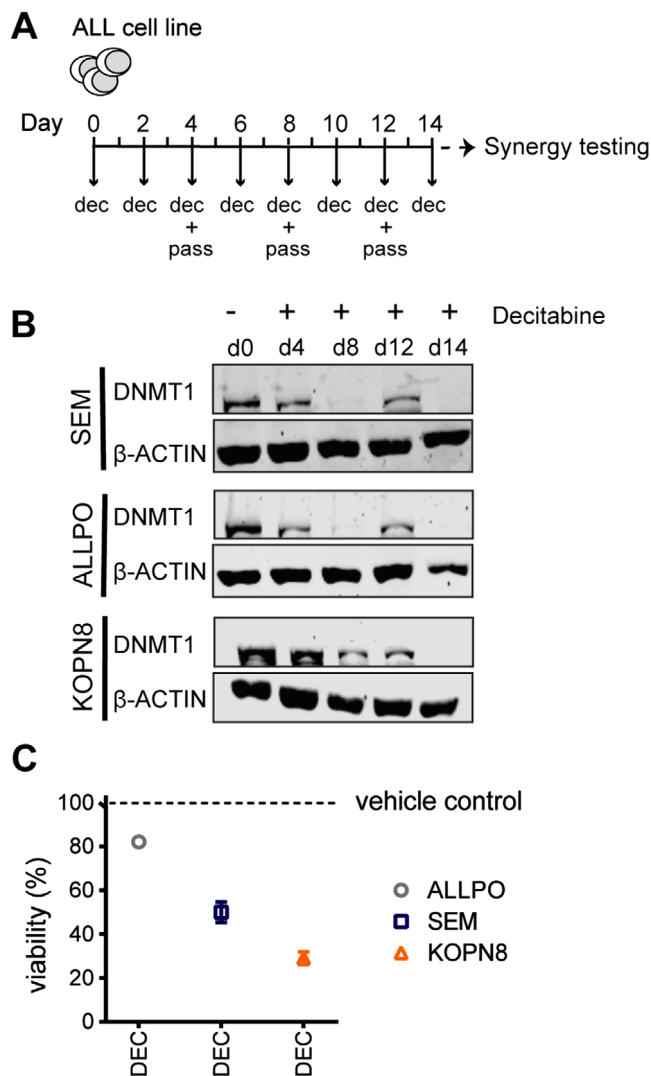 A
ALL cell line
Day 0 2 4 6 8 10 12 14
Synergy testing
dec dec dec dec dec dec dec dec
+ + +
pass pass pass
B
- + + + + Decitabine
d0 d4 d8 d12 d14
SEM
DNMT1
β-ACTIN
ALLPO
DNMT1
β-ACTIN
KOPN8
DNMT1
β-ACTIN
C
viability (%)
100
80
60
40
20
0
vehicle control
ALLPO
SEM
KOPN8
DEC DEC DEC